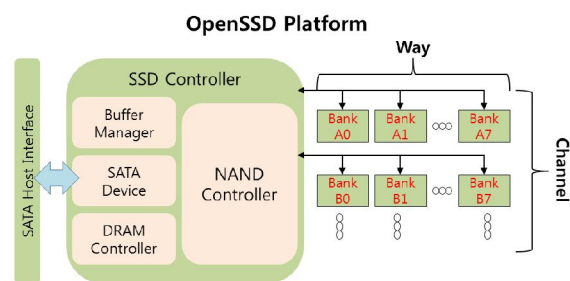 OpenSSD Platform
Way
SSD Controller
SATA Host Interface
Buffer
Manager
SATA
Device
DRAM
Controller
NAND
Controller
Bank
A0
Bank
A1
Bank
A7
Bank
B0
Bank
B1
Bank
B7
Channel